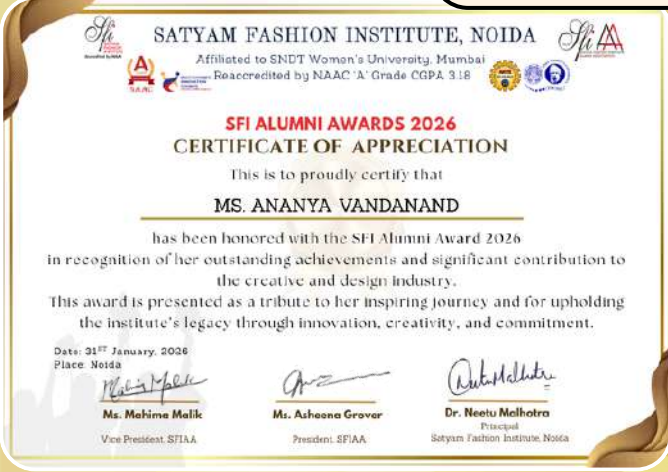 Sfi
SATYAM FASHION INSTITUTE, NOIDA
Affiliated to SNDT Women's University, Mumbai
Reaccredited by NAAC 'A' Grade CGPA 3.18
NAAC
SFI ALUMNI AWARDS 2026
CERTIFICATE OF APPRECIATION
This is to proudly certify that
MS. ANANYA VANDANAND
has been honored with the SFI Alumni Award 2026
in recognition of her outstanding achievements and significant contribution to
the creative and design industry.
This award is presented as a tribute to her inspiring journey and for upholding
the institute's legacy through innovation, creativity, and commitment.
Date: 31ST January, 2026
Place: Noida
Ms. Mahima Malik
Vice President, SFIAA
Ms. Asheena Grover
President, SFIAA
Dr. Neetu Malhotra
Principal
Satyam Fashion Institute, Noida